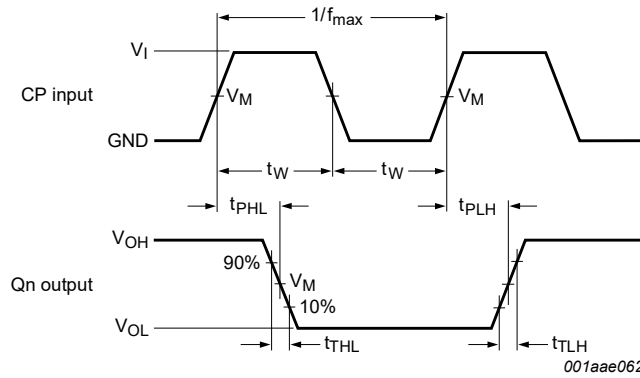 1/fmax
VI
CP input
VM
VM
GND
tW
tW
tPHL
tPLH
VOH
90%
VM
Qn output
10%
VOL
tTHL
tTLH
001aae062